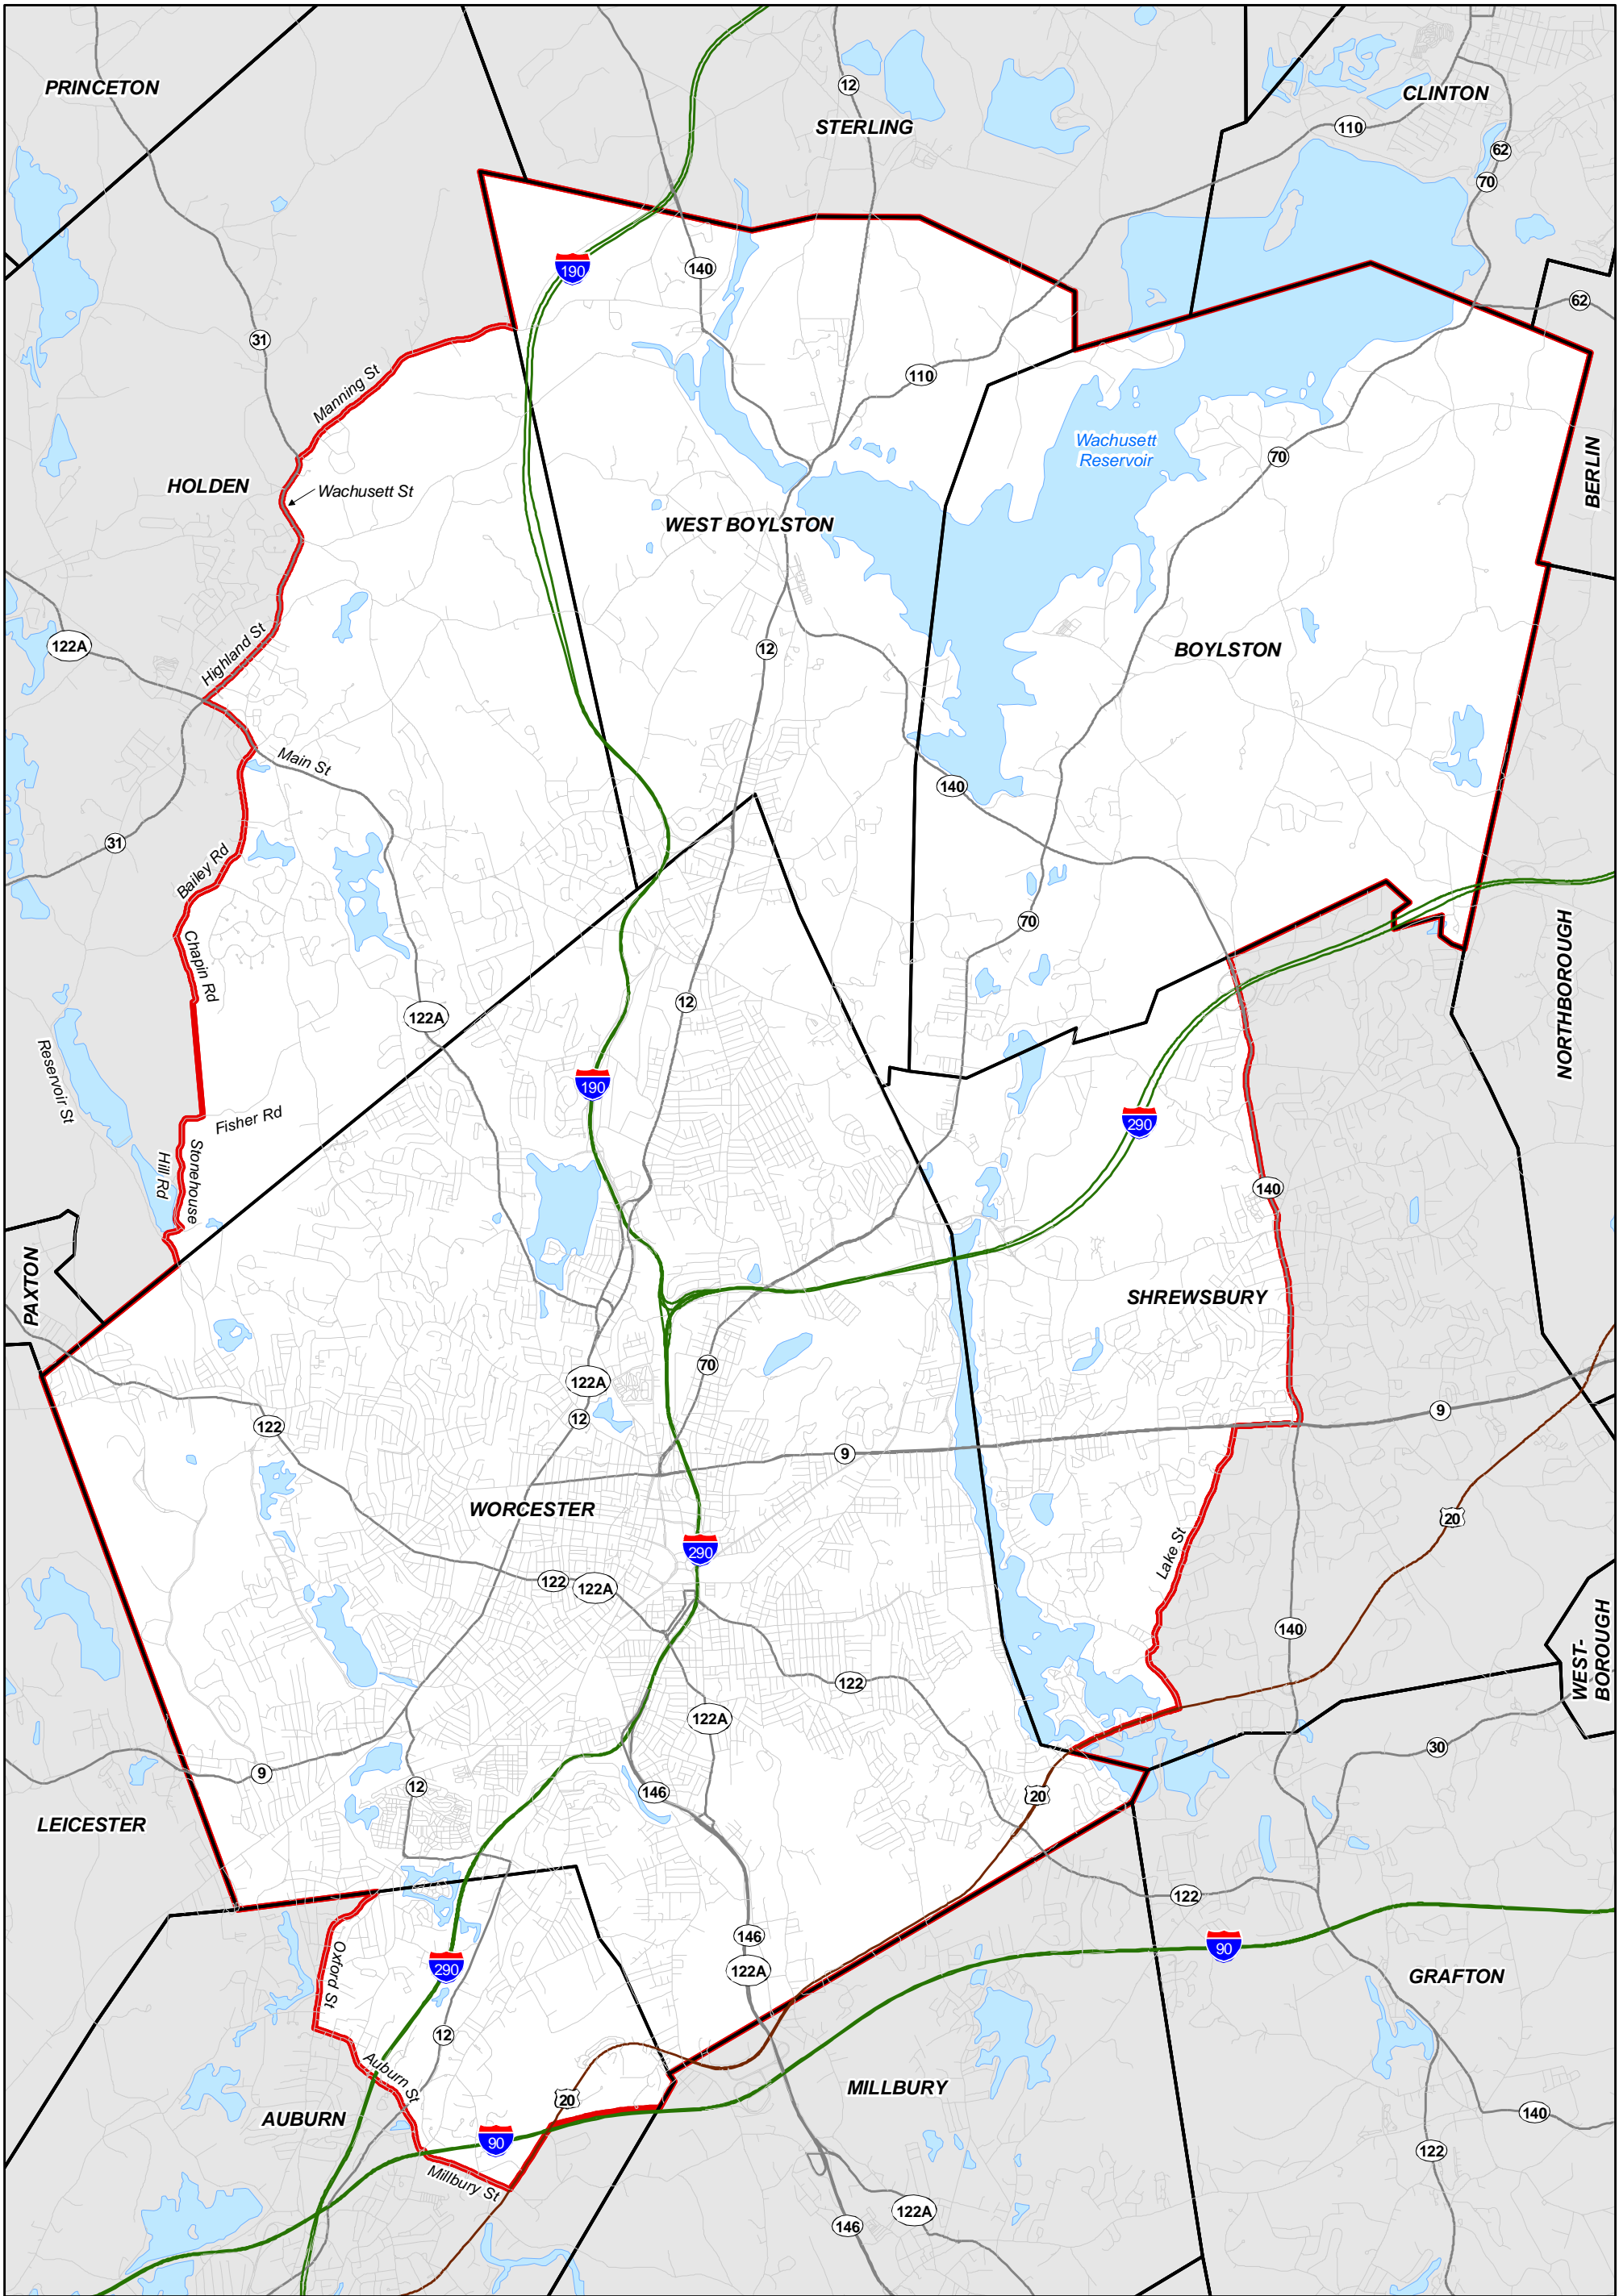 PRINCETON
12
CLINTON
STERLING
110
62
70
190
140
62
31
110
Manning St
Wachusett
Reservoir
70
BERLIN
HOLDEN
Wachusett St
WEST BOYLSTON
Highland St
122A
12
BOYLSTON
Main St
140
31
Bailey Rd
70
Chapin Rd
NORTHBOROUGH
122A
12
Reservoir St
190
Fisher Rd
290
Stonehouse
Hill Rd
140
PAXTON
SHREWSBURY
70
122A
12
122
9
9
WORCESTER
20
290
Lake St
122
122A
140
WEST-
BOROUGH
122
122A
30
9
12
146
20
LEICESTER
122
146
290
Oxford St
122A
90
GRAFTON
12
Auburn St
MILLBURY
20
AUBURN
140
90
122
Millbury St
122A
146